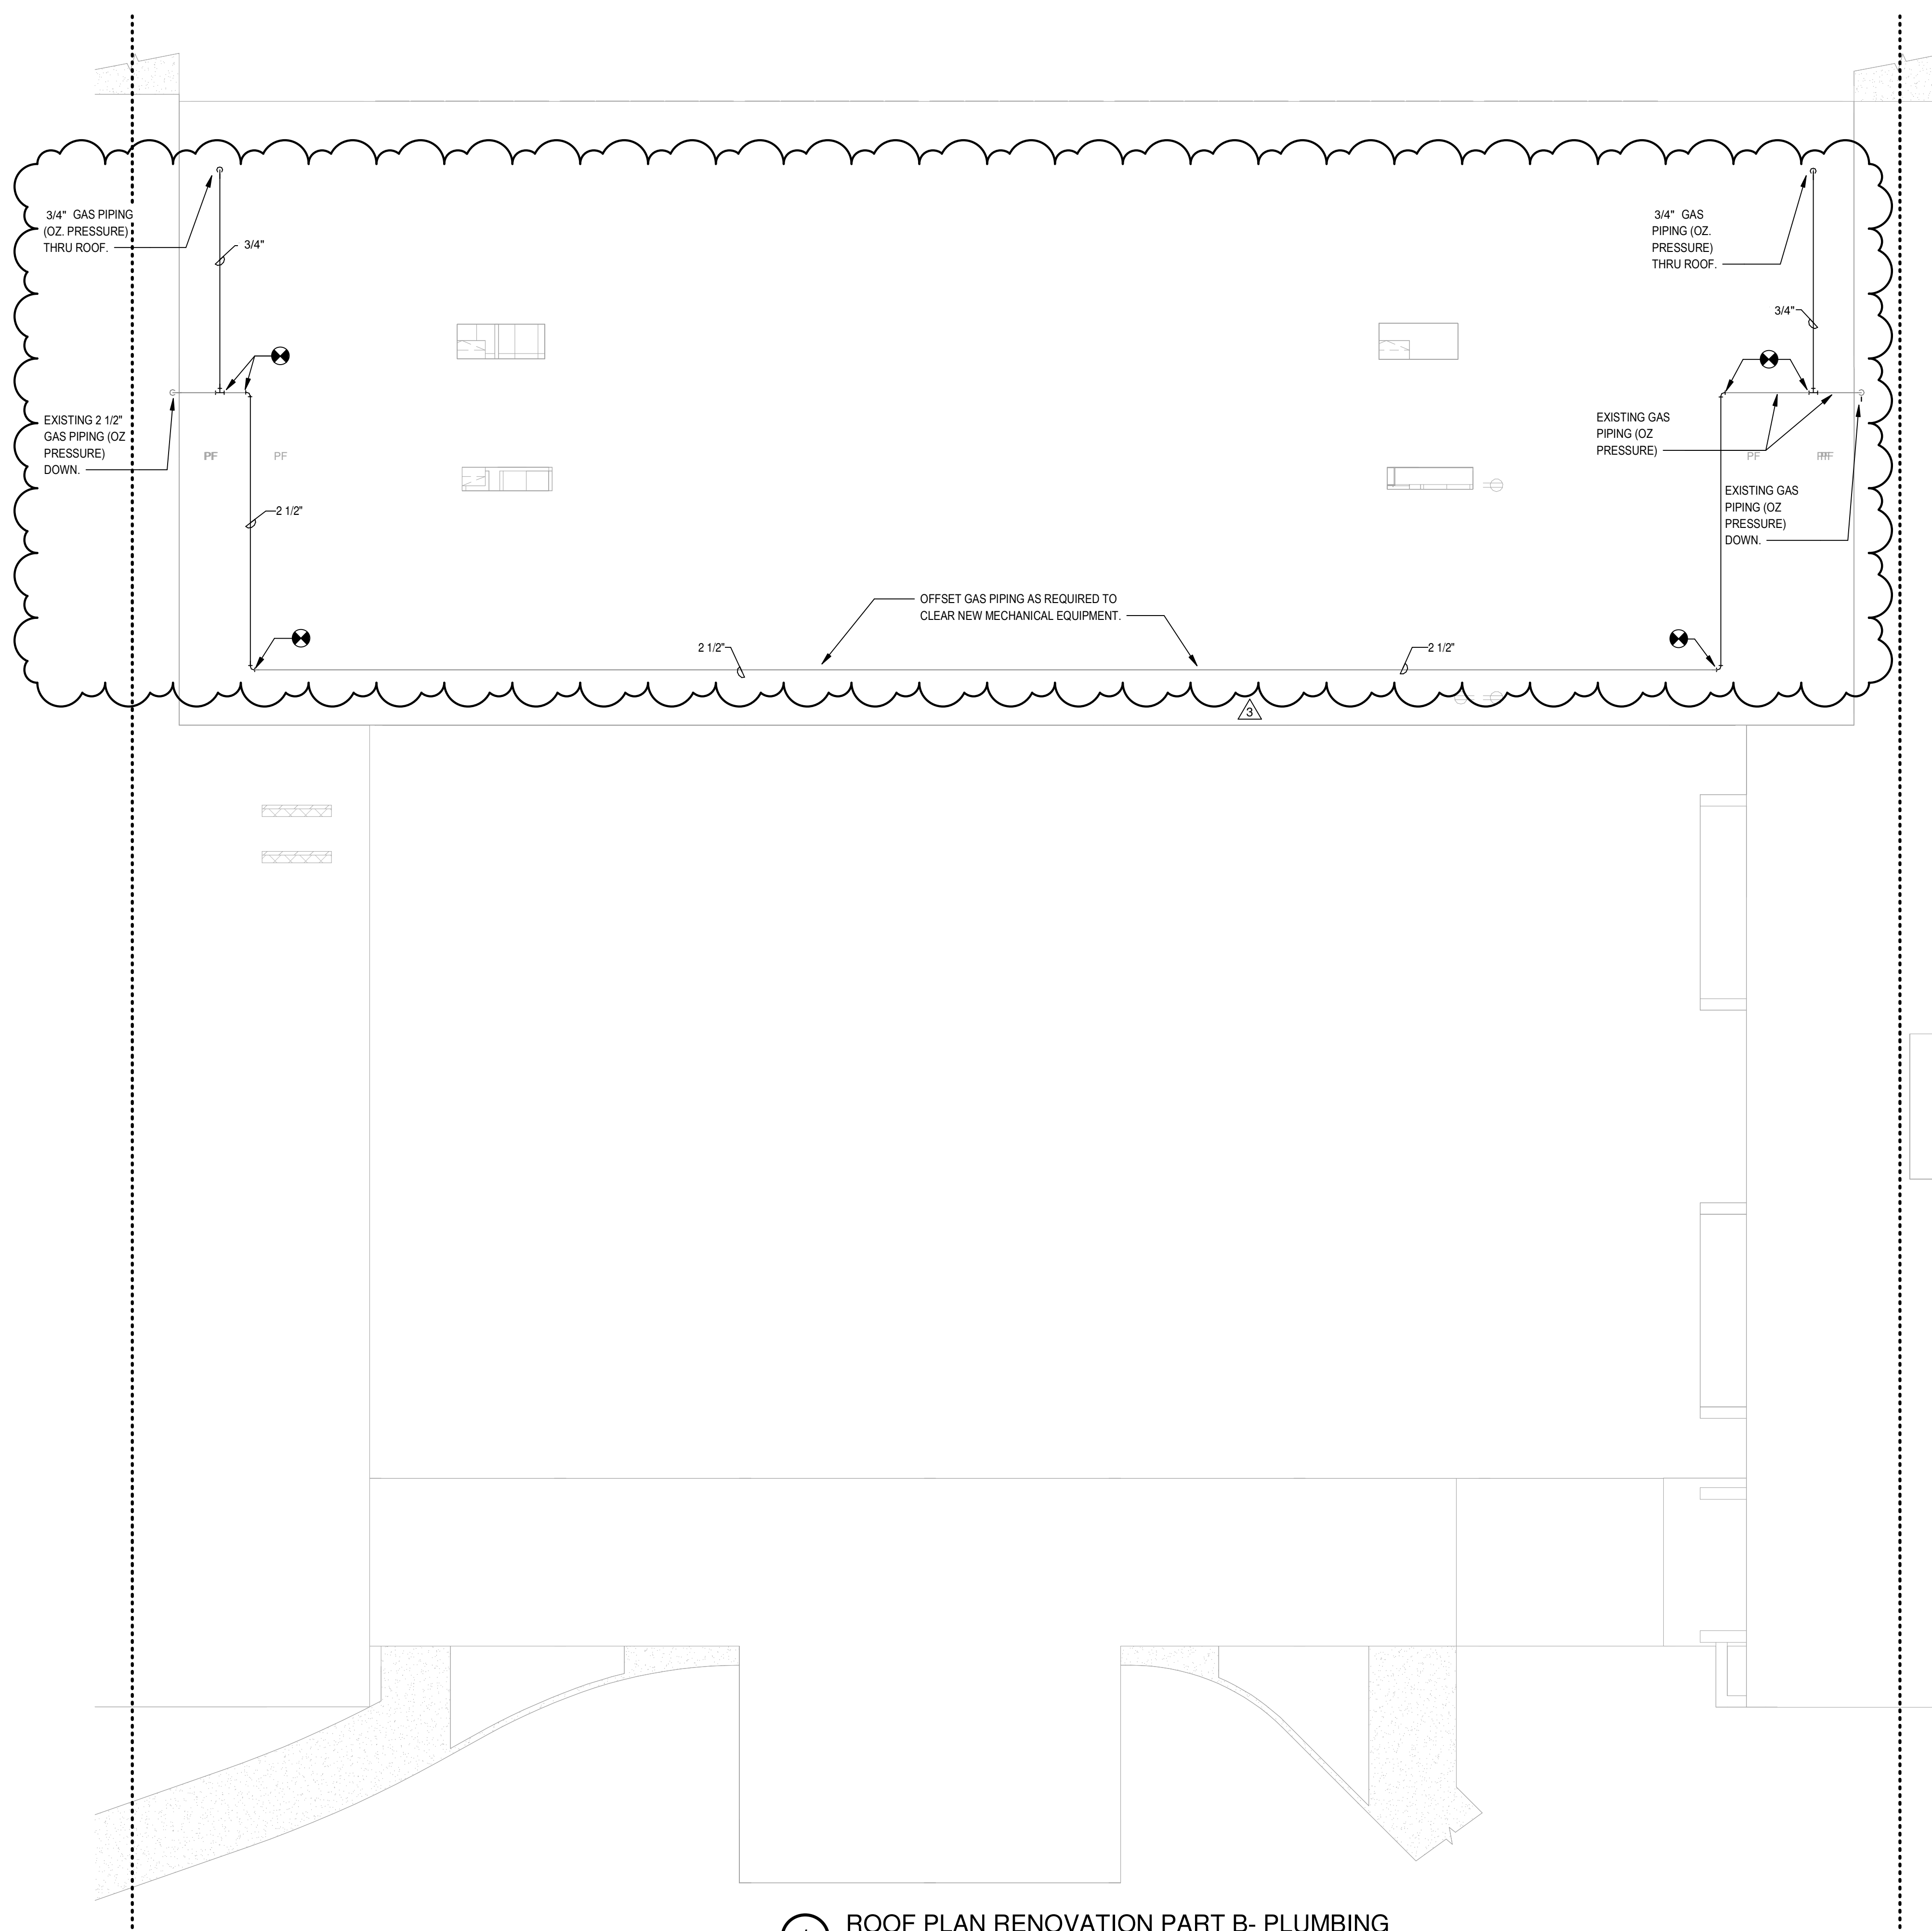 3/4" GAS PIPING
(OZ. PRESSURE)
THRU ROOF.
3/4"
3/4" GAS
PIPING (OZ.
PRESSURE)
THRU ROOF.
3/4"
EXISTING 2 1/2"
GAS PIPING (OZ
PRESSURE)
DOWN.
PF
PF
EXISTING GAS
PIPING (OZ
PRESSURE)
PF
EXISTING GAS
PIPING (OZ
PRESSURE)
DOWN.
2 1/2"
OFFSET GAS PIPING AS REQUIRED TO
CLEAR NEW MECHANICAL EQUIPMENT.
2 1/2"
2 1/2"
3
ROOF PLAN RENOVATION PART B- PLUMBING